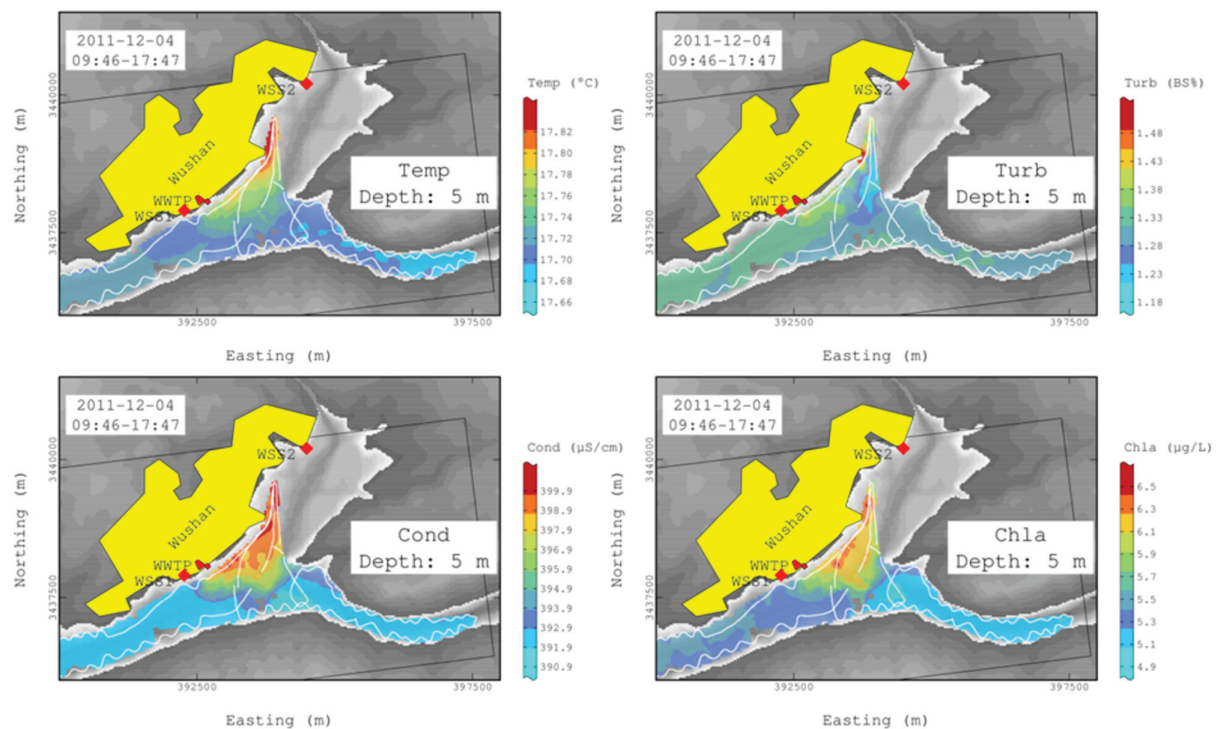 2011-12-04
09:46-17:47
WSS2
Wushan
WWTP
WSS1
Temp
Depth: 5 m
Northing (m)
3440000
3437500
392500
397500
Easting (m)
Temp (°C)
17.82
17.80
17.78
17.76
17.74
17.72
17.70
17.68
17.66
2011-12-04
09:46-17:47
WSS2
Wushan
WWTP
WSS1
Turb
Depth: 5 m
Northing (m)
3440000
3437500
392500
397500
Easting (m)
Turb (BS%)
1.48
1.43
1.38
1.33
1.28
1.23
1.18
2011-12-04
09:46-17:47
WSS2
Wushan
WWTP
WSS1
Cond
Depth: 5 m
Northing (m)
3440000
3437500
392500
397500
Easting (m)
Cond (µS/cm)
399.9
398.9
397.9
396.9
395.9
394.9
393.9
392.9
391.9
390.9
2011-12-04
09:46-17:47
WSS2
Wushan
WWTP
WSS1
Chla
Depth: 5 m
Northing (m)
3440000
3437500
392500
397500
Easting (m)
Chla (µg/L)
6.5
6.3
6.1
5.9
5.7
5.5
5.3
5.1
4.9